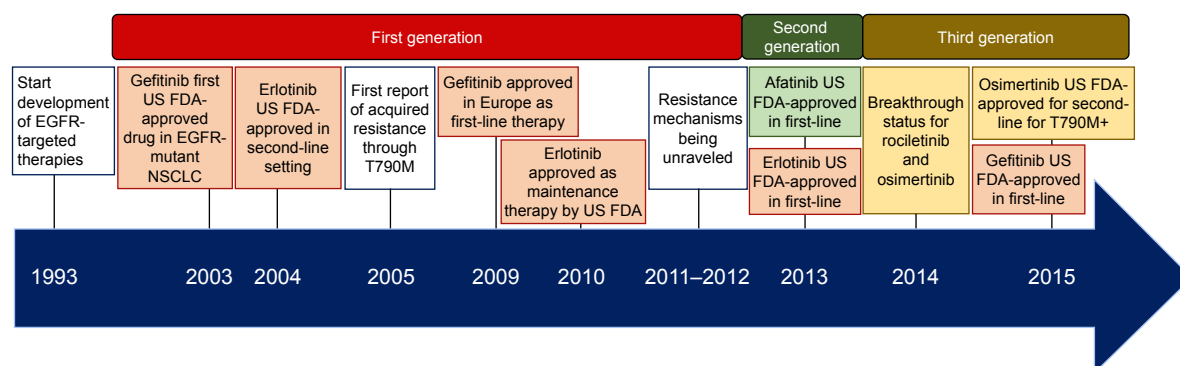 First generation
Second
generation
Third generation
Start
development
of EGFR-
targeted
therapies
Gefitinib first
US FDA-
approved
drug in EGFR-
mutant
NSCLC
Erlotinib
US FDA-
approved in
second-line
setting
First report
of acquired
resistance
through
T790M
Gefitinib approved
in Europe as
first-line therapy
Erlotinib
approved as
maintenance
therapy by US FDA
Resistance
mechanisms
being
unraveled
Afatinib US
FDA-approved
in first-line
Erlotinib US
FDA-approved
in first-line
Breakthrough
status for
rociletinib
and
osimertinib
Osimertinib US FDA-
approved for second-
line for T790M+
Gefitinib US
FDA-approved
in first-line
1993
2003
2004
2005
2009
2010
2011–2012
2013
2014
2015